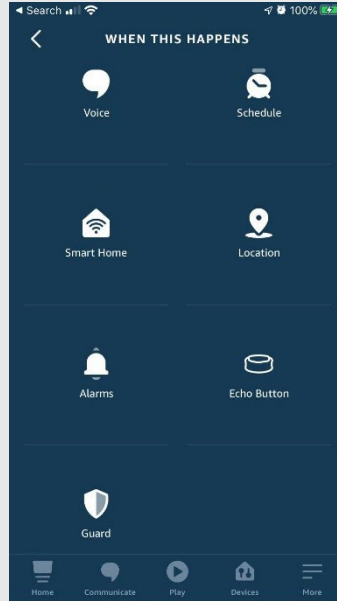 Search 100%
WHEN THIS HAPPENS
Voice Schedule
Smart Home Location
Alarms Echo Button
Guard
Home Communicate Play Devices More